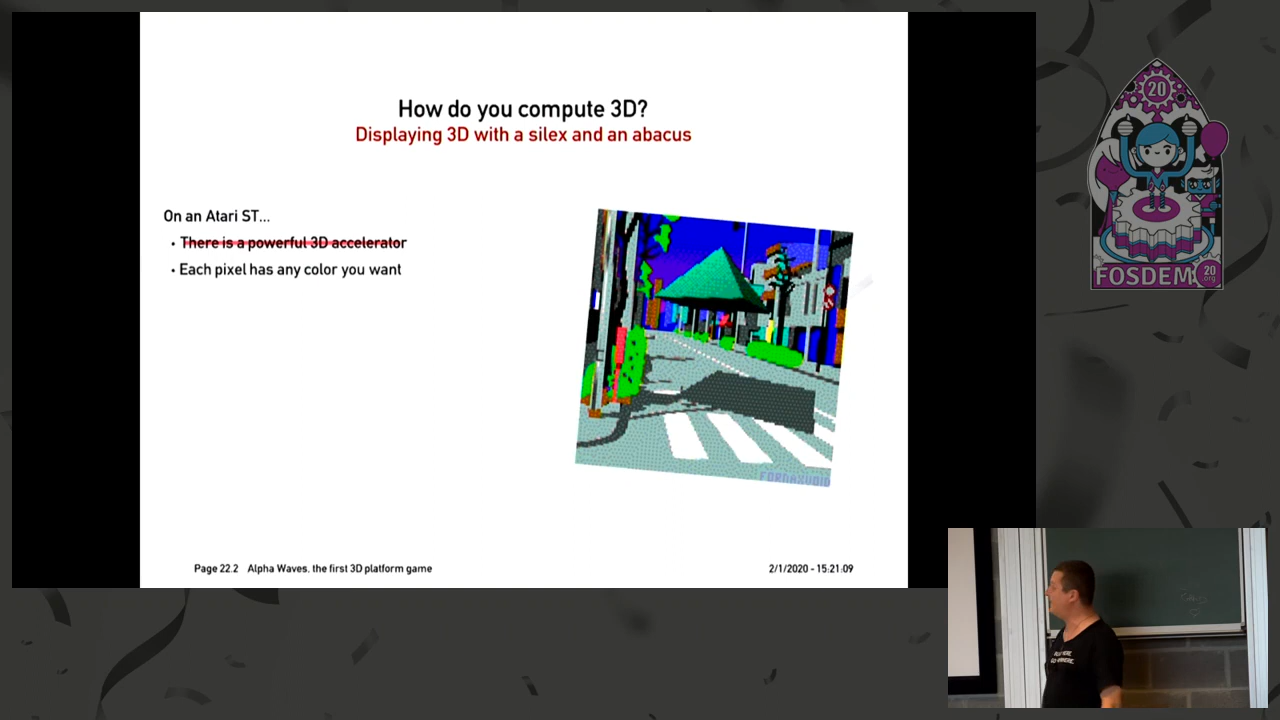 How do you compute 3D?
Displaying 3D with a silex and an abacus
On an Atari ST...
• There is a powerful 3D accelerator
• Each pixel has any color you want
FORNAXVOID
Page 22.2 Alpha Waves, the first 3D platform game
2/1/2020 - 15:21:09
20
FOSDEM
20
.org